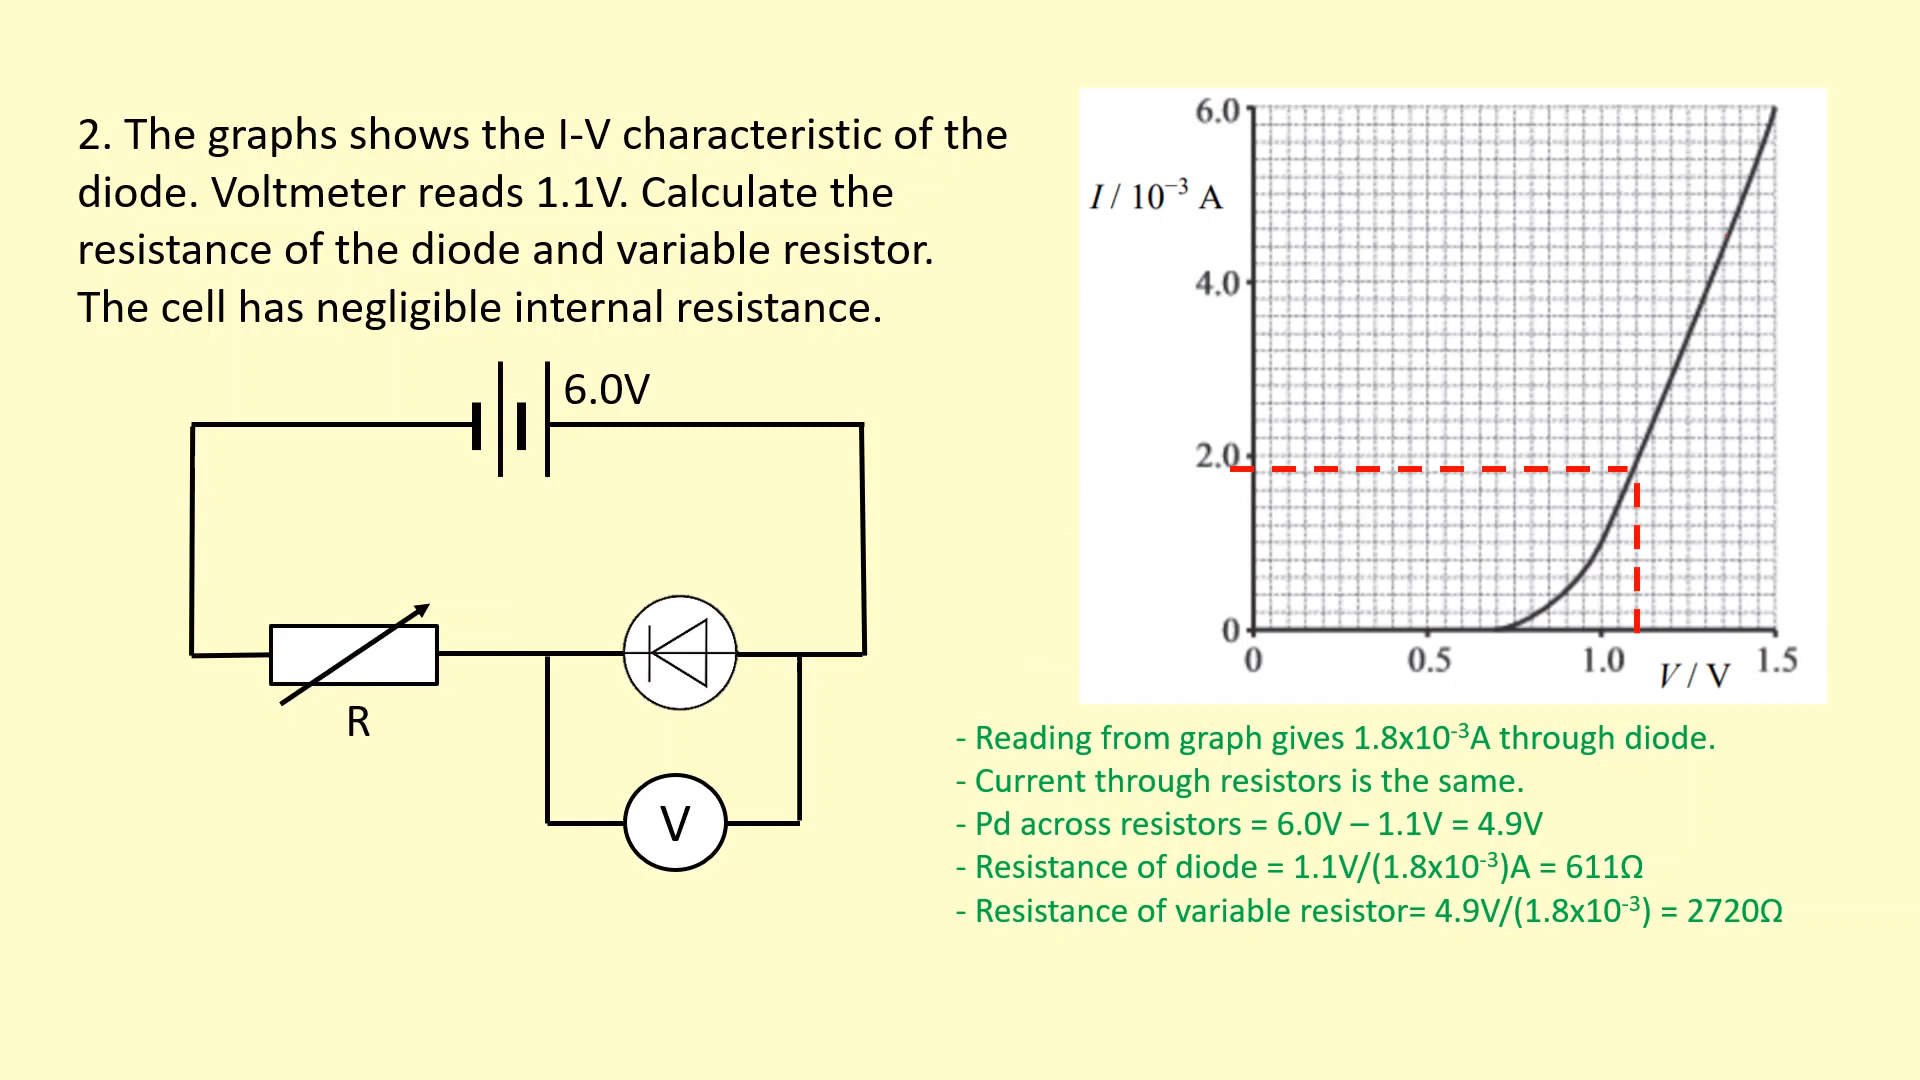 2. The graphs shows the I-V characteristic of the
diode. Voltmeter reads 1.1V. Calculate the
resistance of the diode and variable resistor.
The cell has negligible internal resistance.
6.0V
R
V
6.0
I / 10⁻³ A
4.0
2.0
0
0 0.5 1.0 V / V 1.5
- Reading from graph gives 1.8x10⁻³A through diode.
- Current through resistors is the same.
- Pd across resistors = 6.0V – 1.1V = 4.9V
- Resistance of diode = 1.1V/(1.8x10⁻³)A = 611Ω
- Resistance of variable resistor= 4.9V/(1.8x10⁻³) = 2720Ω